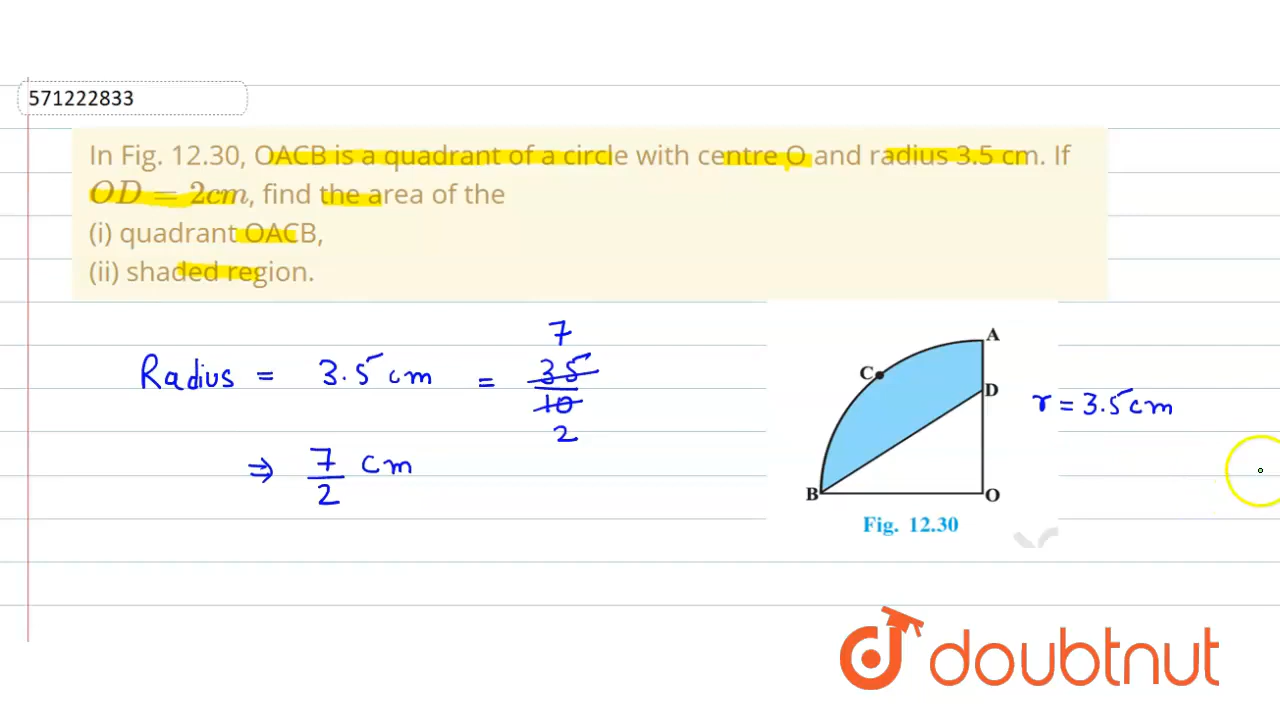 571222833
In Fig. 12.30, OACB is a quadrant of a circle with centre O and radius 3.5 cm. If
OD = 2cm, find the area of the
(i) quadrant OACB,
(ii) shaded region.
Radius = 3.5 cm = 35/10
7
2
⇒ 7/2 cm
A
C
D
r = 3.5 cm
B
O
Fig. 12.30
doubtnut